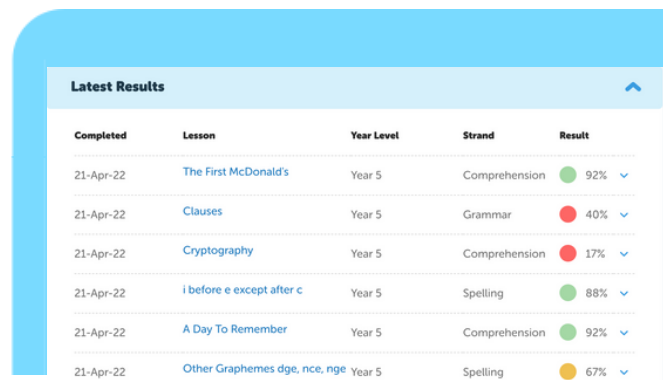 Latest Results
Completed Lesson Year Level Strand Result
21-Apr-22 The First McDonald's Year 5 Comprehension 92%
21-Apr-22 Clauses Year 5 Grammar 40%
21-Apr-22 Cryptography Year 5 Comprehension 17%
21-Apr-22 i before e except after c Year 5 Spelling 88%
21-Apr-22 A Day To Remember Year 5 Comprehension 92%
21-Apr-22 Other Graphemes dge, nce, nge Year 5 Spelling 67%